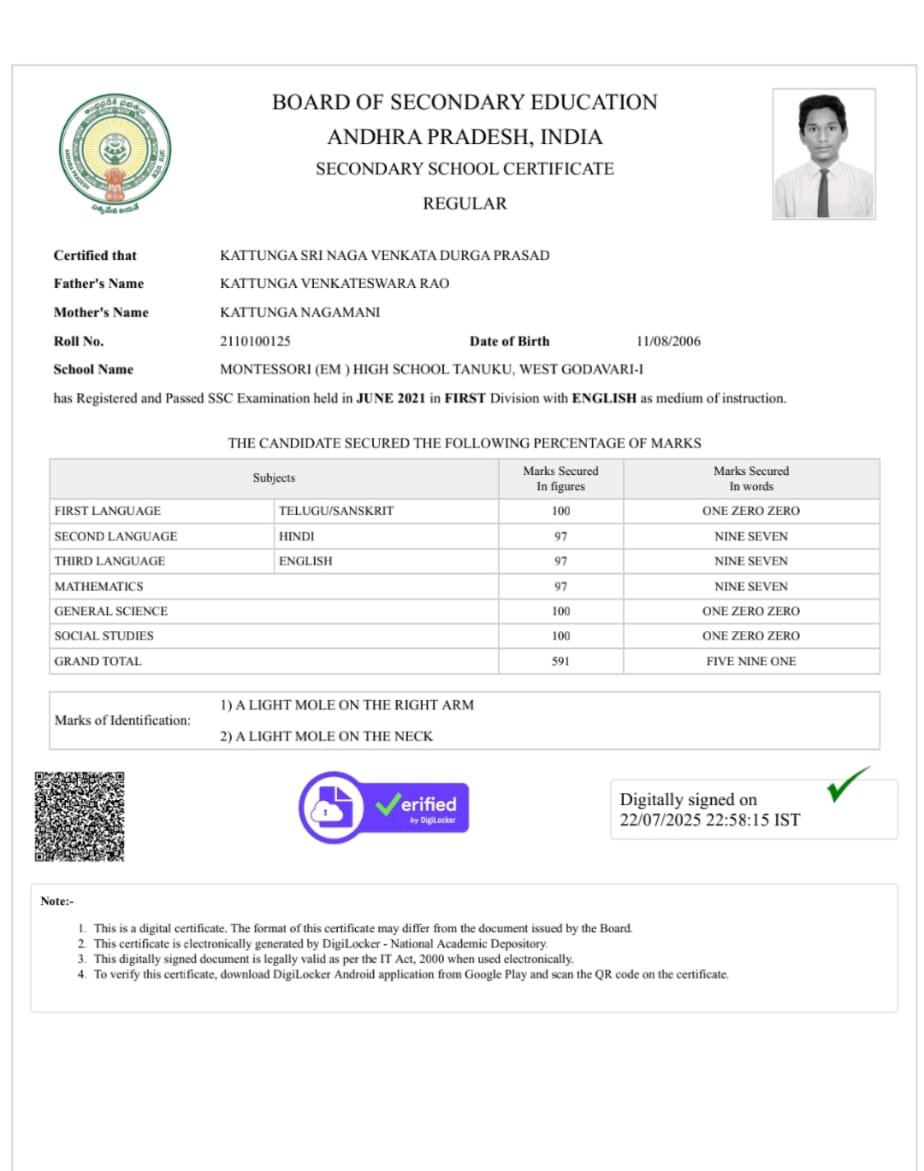 BOARD OF SECONDARY EDUCATION
ANDHRA PRADESH, INDIA
SECONDARY SCHOOL CERTIFICATE
REGULAR
ANDHRA PRADESH
సత్యమేవ జయతే
Certified that KATTUNGA SRI NAGA VENKATA DURGA PRASAD
Father's Name KATTUNGA VENKATESWARA RAO
Mother's Name KATTUNGA NAGAMANI
Roll No. 2110100125 Date of Birth 11/08/2006
School Name MONTESSORI (EM ) HIGH SCHOOL TANUKU, WEST GODAVARI-I
has Registered and Passed SSC Examination held in JUNE 2021 in FIRST Division with ENGLISH as medium of instruction.
THE CANDIDATE SECURED THE FOLLOWING PERCENTAGE OF MARKS
Subjects Marks Secured In figures Marks Secured In words
FIRST LANGUAGE TELUGU/SANSKRIT 100 ONE ZERO ZERO
SECOND LANGUAGE HINDI 97 NINE SEVEN
THIRD LANGUAGE ENGLISH 97 NINE SEVEN
MATHEMATICS 97 NINE SEVEN
GENERAL SCIENCE 100 ONE ZERO ZERO
SOCIAL STUDIES 100 ONE ZERO ZERO
GRAND TOTAL 591 FIVE NINE ONE
Marks of Identification:
1) A LIGHT MOLE ON THE RIGHT ARM
2) A LIGHT MOLE ON THE NECK
Verified
by DigiLocker
Digitally signed on
22/07/2025 22:58:15 IST
Note:-
1. This is a digital certificate. The format of this certificate may differ from the document issued by the Board.
2. This certificate is electronically generated by DigiLocker - National Academic Depository.
3. This digitally signed document is legally valid as per the IT Act, 2000 when used electronically.
4. To verify this certificate, download DigiLocker Android application from Google Play and scan the QR code on the certificate.